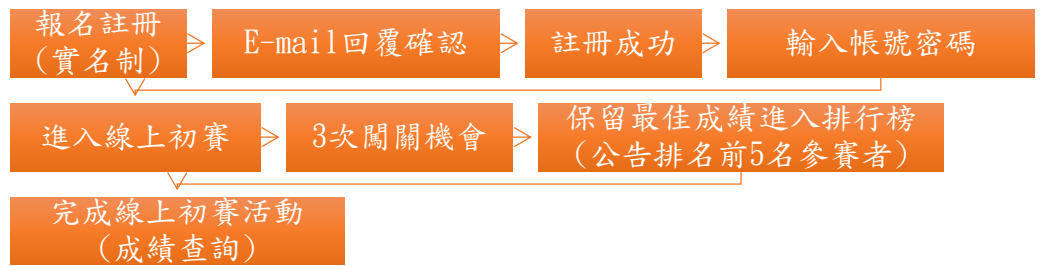 報名註冊
(實名制)
E-mail回覆確認
註冊成功
輸入帳號密碼
進入線上初賽
3次闖關機會
保留最佳成績進入排行榜
(公告排名前5名參賽者)
完成線上初賽活動
(成績查詢)